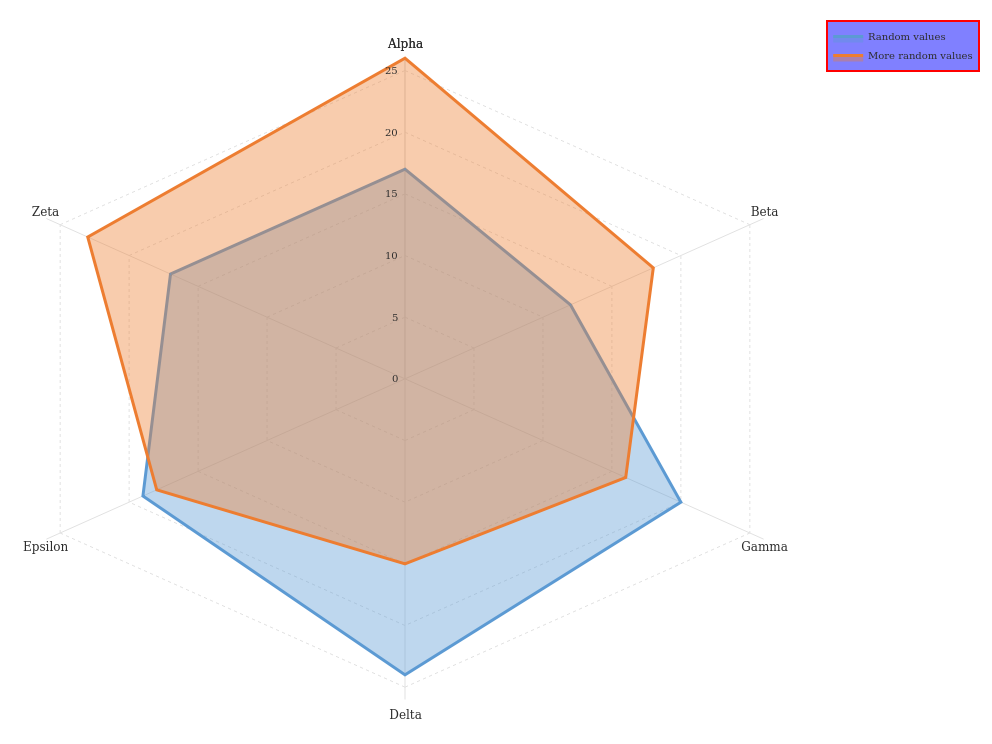 Random values
More random values
Alpha
25
20
15
10
5
0
Zeta
Beta
Epsilon
Gamma
Delta